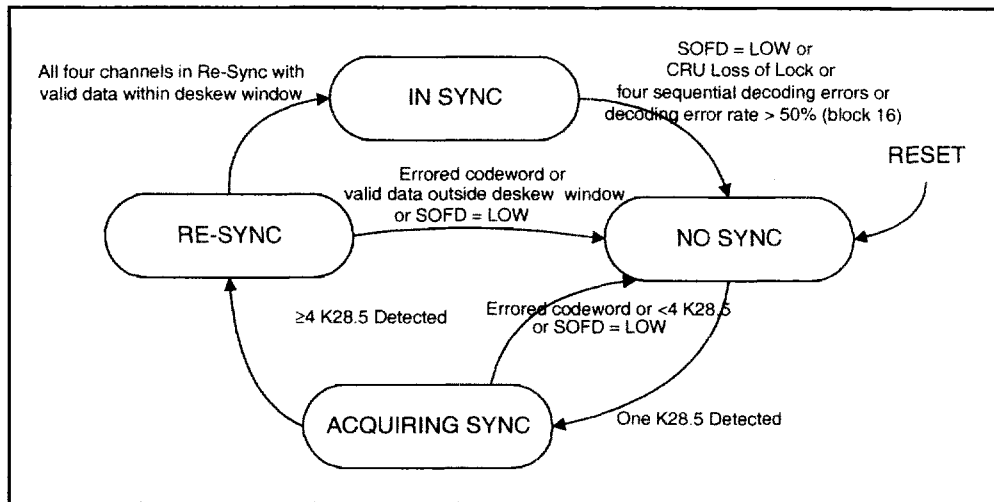 All four channels in Re-Sync with
valid data within deskew window
IN SYNC
SOFD = LOW or
CRU Loss of Lock or
four sequential decoding errors or
decoding error rate > 50% (block 16)
RESET
Errored codeword or
valid data outside deskew window
or SOFD = LOW
RE-SYNC
NO SYNC
≥4 K28.5 Detected
Errored codeword or <4 K28.5
or SOFD = LOW
ACQUIRING SYNC
One K28.5 Detected